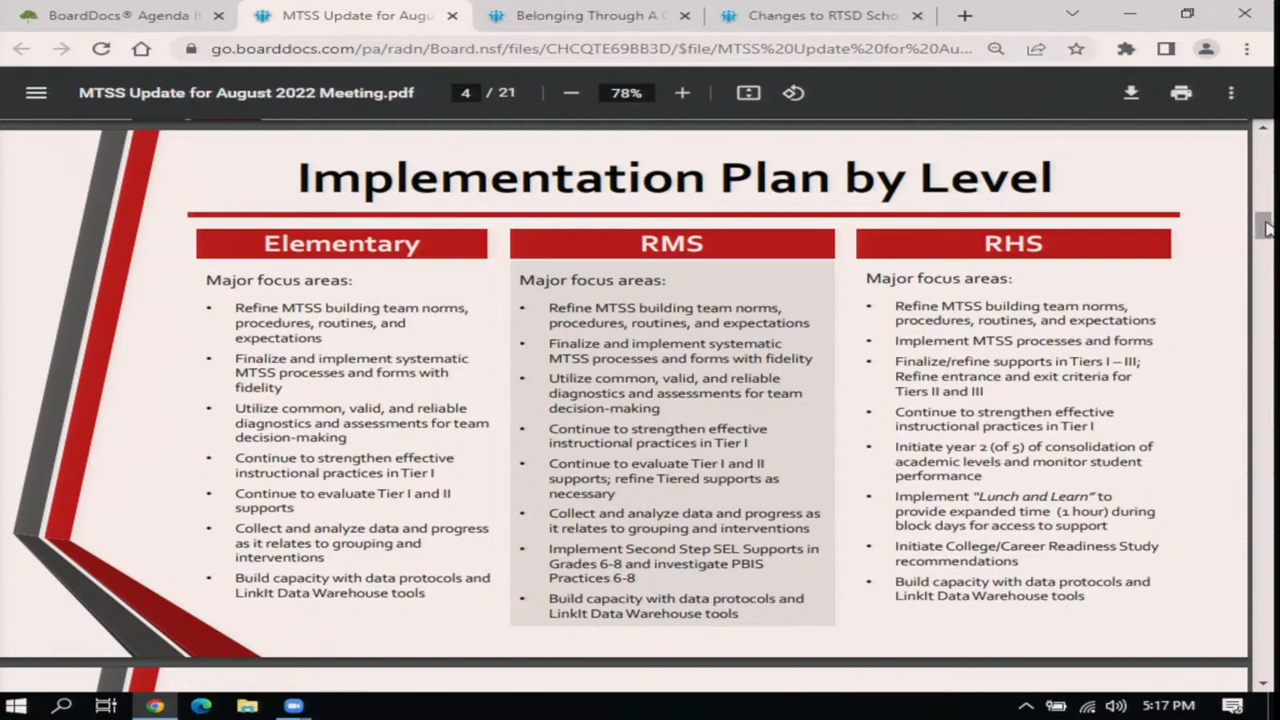 BoardDocs® Agenda I
MTSS Update for Augu
Belonging Through A C
Changes to RTSD Scho
go.boarddocs.com/pa/radn/Board.nsf/files/CHCQTE69BB3D/$file/MTSS%20Update%20for%20Au...
MTSS Update for August 2022 Meeting.pdf
4 / 21
78%
Implementation Plan by Level
Elementary
Major focus areas:
• Refine MTSS building team norms,
procedures, routines, and
expectations
• Finalize and implement systematic
MTSS processes and forms with
fidelity
• Utilize common, valid, and reliable
diagnostics and assessments for team
decision-making
• Continue to strengthen effective
instructional practices in Tier I
• Continue to evaluate Tier I and II
supports
• Collect and analyze data and progress
as it relates to grouping and
interventions
• Build capacity with data protocols and
LinkIt Data Warehouse tools
RMS
Major focus areas:
• Refine MTSS building team norms,
procedures, routines, and expectations
• Finalize and implement systematic
MTSS processes and forms with fidelity
• Utilize common, valid, and reliable
diagnostics and assessments for team
decision-making
• Continue to strengthen effective
instructional practices in Tier I
• Continue to evaluate Tier I and II
supports; refine Tiered supports as
necessary
• Collect and analyze data and progress as
it relates to grouping and interventions
• Implement Second Step SEL Supports in
Grades 6-8 and investigate PBIS
Practices 6-8
• Build capacity with data protocols and
LinkIt Data Warehouse tools
RHS
Major focus areas:
• Refine MTSS building team norms,
procedures, routines, and expectations
• Implement MTSS processes and forms
• Finalize/refine supports in Tiers I – III;
Refine entrance and exit criteria for
Tiers II and III
• Continue to strengthen effective
instructional practices in Tier I
• Initiate year 2 (of 5) of consolidation of
academic levels and monitor student
performance
• Implement "Lunch and Learn" to
provide expanded time (1 hour) during
block days for access to support
• Initiate College/Career Readiness Study
recommendations
• Build capacity with data protocols and
LinkIt Data Warehouse tools
5:17 PM